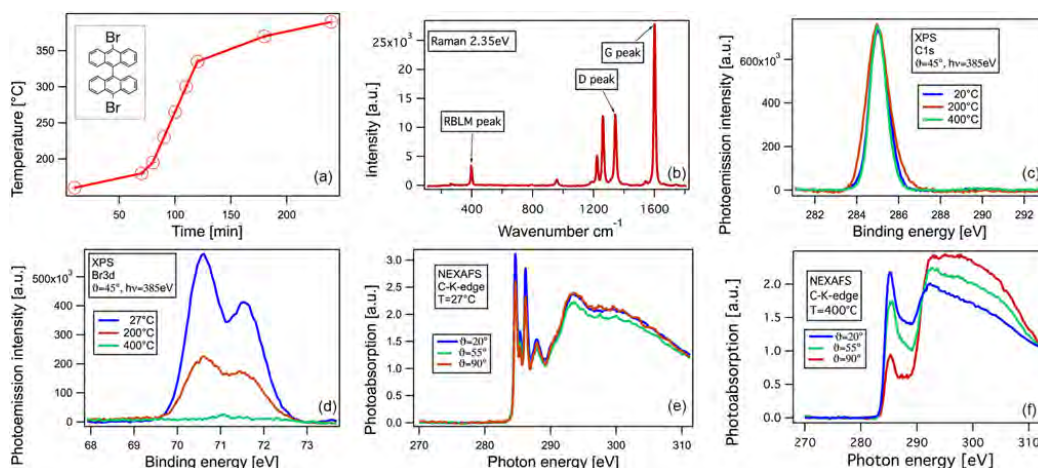 Temperature [°C]
350
300
250
200
Br
Br
(a)
50
100
150
200
Time [min]
Intensity [a.u.]
25x10³
20
15
10
5
0
Raman 2.35eV
G peak
D peak
RBLM peak
(b)
400
800
1200
1600
Wavenumber cm⁻¹
Photoemission intensity [a.u.]
600x10³
400
200
0
XPS
C1s
θ=45°, hν=385eV
20°C
200°C
400°C
(c)
282
284
286
288
290
292
Binding energy [eV]
Photoemission intensity [a.u.]
500x10³
400
300
200
100
0
XPS
Br3d
θ=45°, hν=385eV
27°C
200°C
400°C
(d)
68
70
71
72
73
Binding energy [eV]
Photoabsorption [a.u.]
3.0
2.5
2.0
1.5
1.0
0.5
0.0
NEXAFS
C-K-edge
T=27°C
θ=20°
θ=55°
θ=90°
(e)
270
280
290
300
310
Photon energy [eV]
Photoabsorption [a.u.]
2.5
2.0
1.5
1.0
0.5
0.0
NEXAFS
C-K-edge
T=400°C
θ=20°
θ=55°
θ=90°
(f)
270
280
290
300
310
Photon energy [eV]